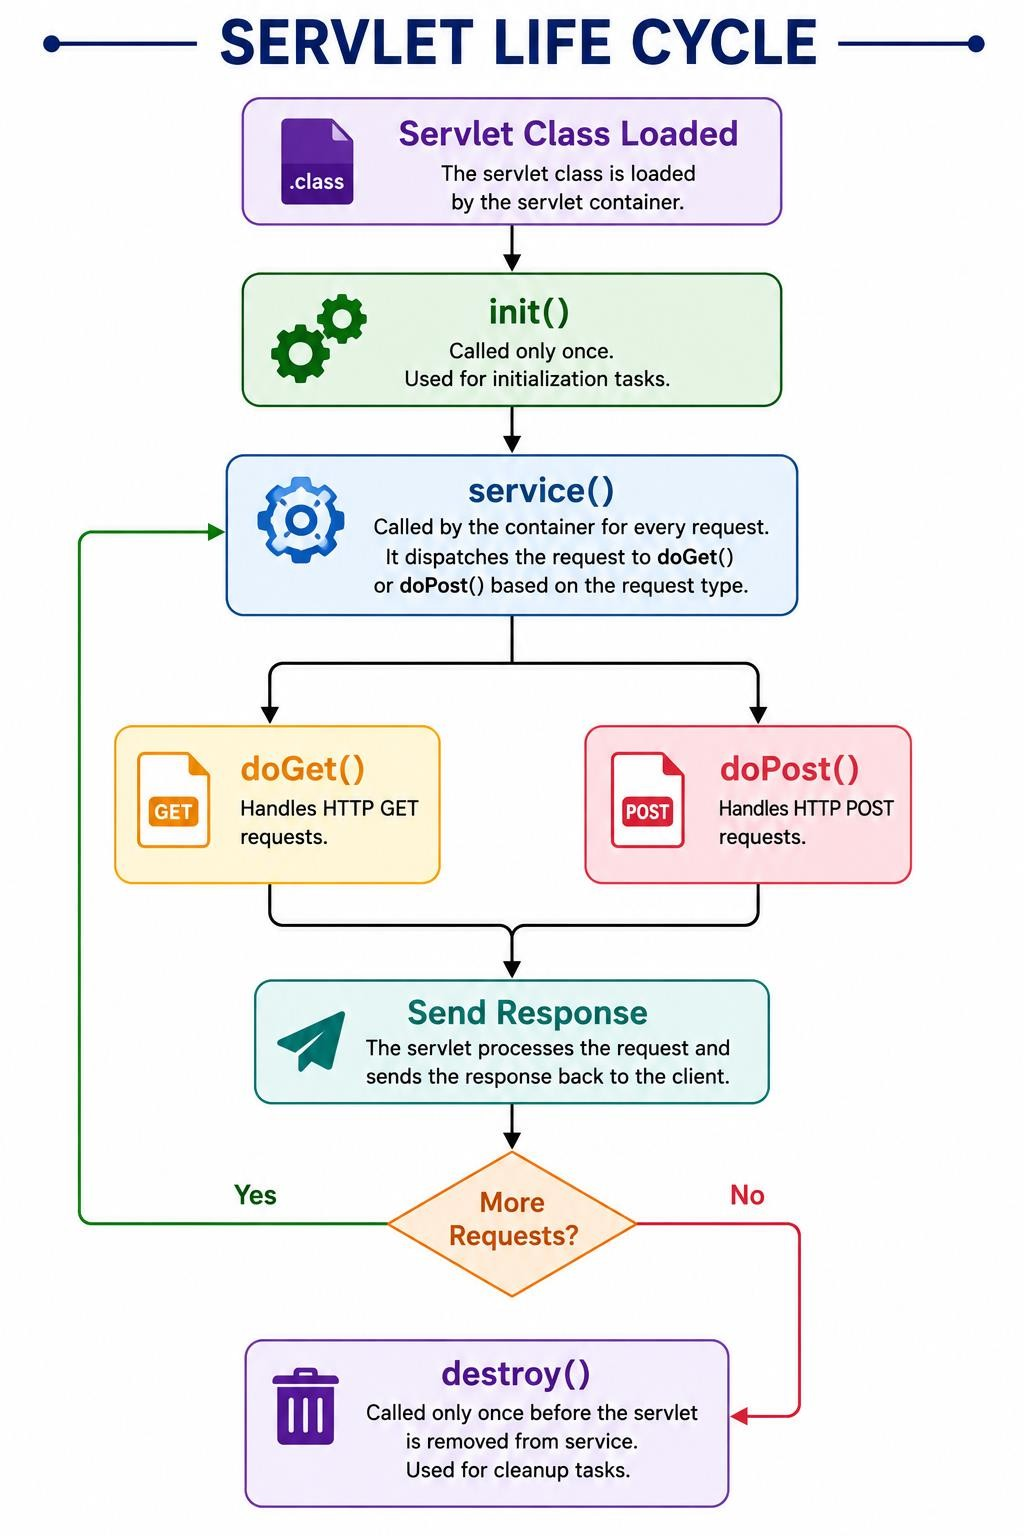 SERVLET LIFE CYCLE
.class
Servlet Class Loaded
The servlet class is loaded
by the servlet container.
init()
Called only once.
Used for initialization tasks.
service()
Called by the container for every request.
It dispatches the request to doGet()
or doPost() based on the request type.
GET
doGet()
Handles HTTP GET
requests.
POST
doPost()
Handles HTTP POST
requests.
Send Response
The servlet processes the request and
sends the response back to the client.
Yes
More
Requests?
No
destroy()
Called only once before the servlet
is removed from service.
Used for cleanup tasks.